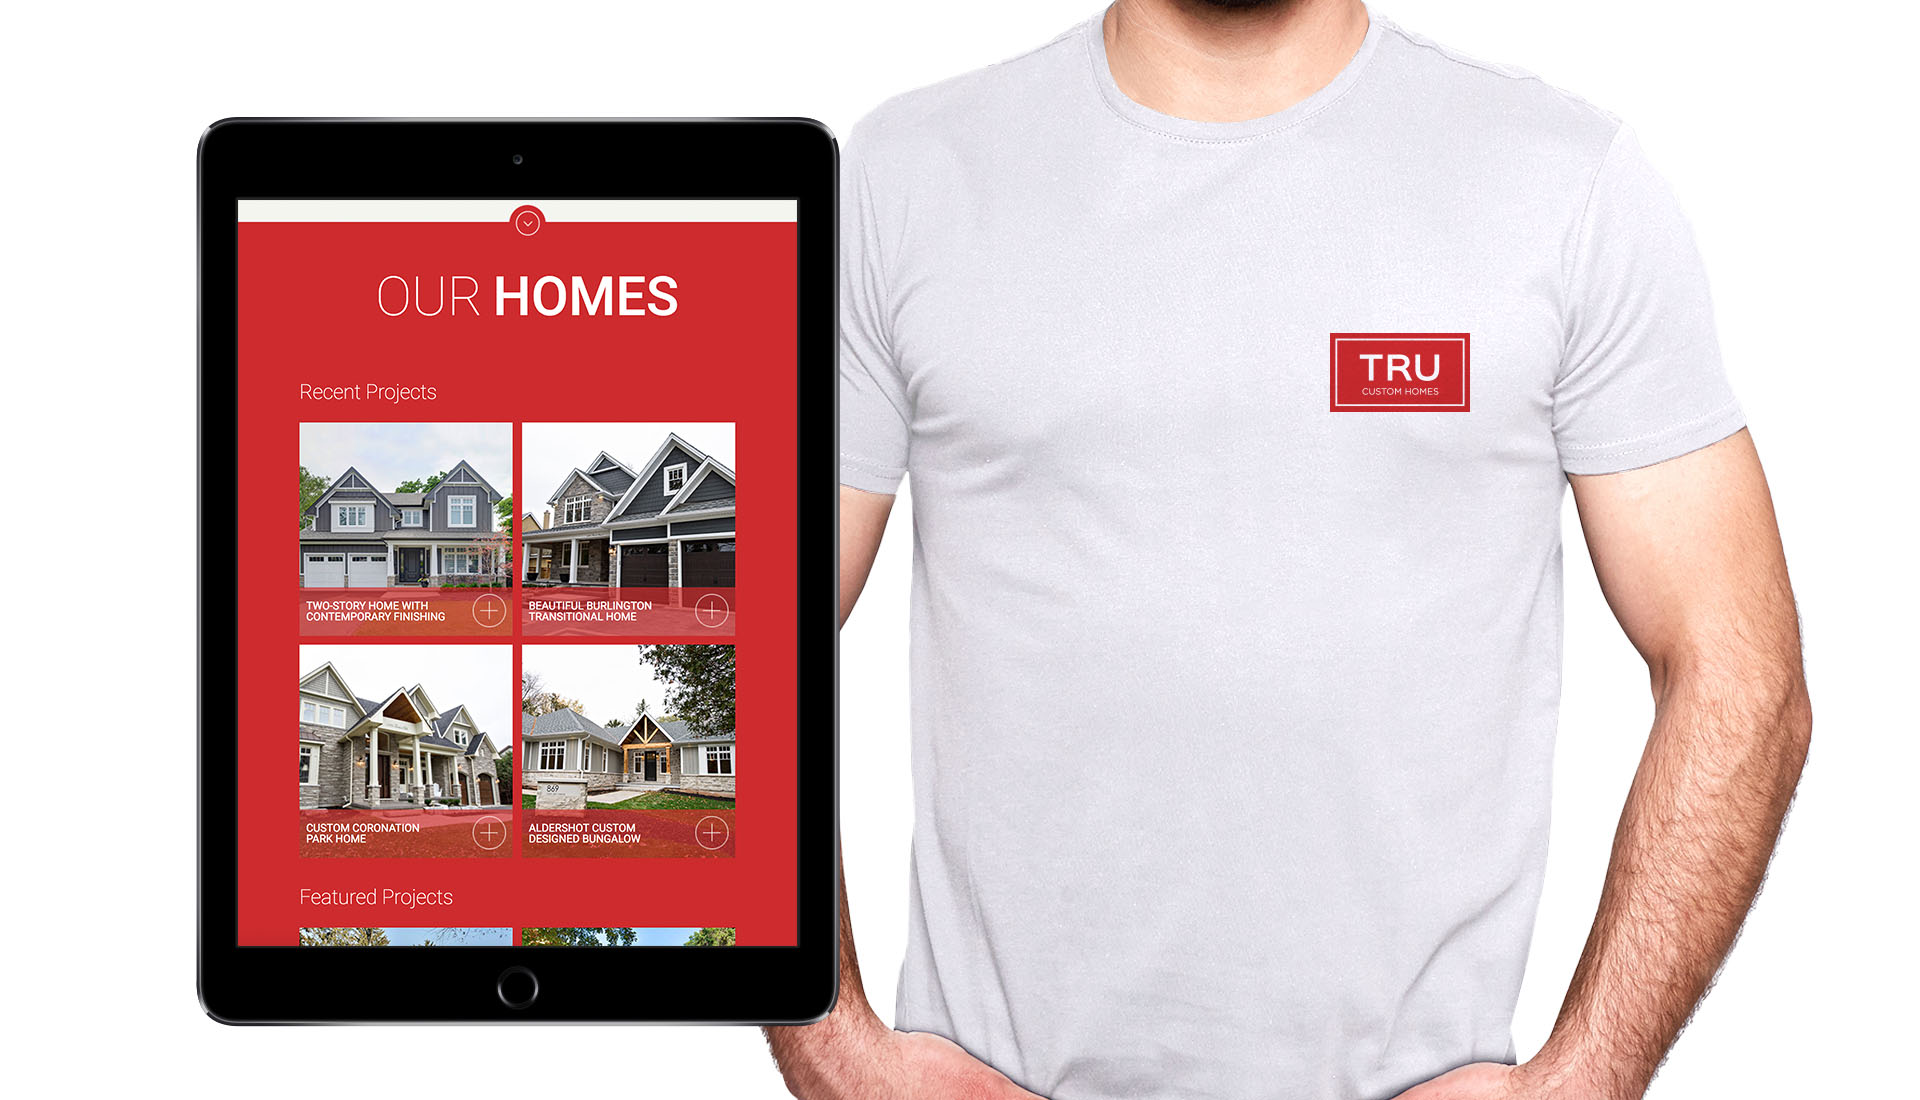 OUR HOMES
Recent Projects
TWO-STORY HOME WITH
CONTEMPORARY FINISHING
BEAUTIFUL BURLINGTON
TRANSITIONAL HOME
CUSTOM CORONATION
PARK HOME
869
ALDERSHOT CUSTOM
DESIGNED BUNGALOW
Featured Projects
TRU
CUSTOM HOMES